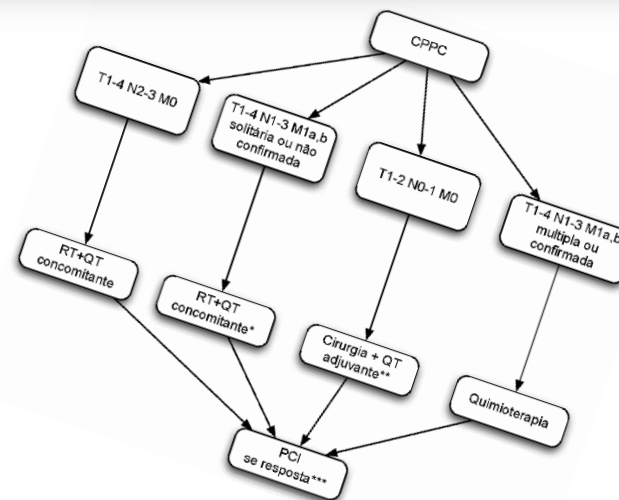 CPPC
T1-4 N2-3 M0
T1-4 N1-3 M1a,b
solitária ou não
confirmada
T1-2 N0-1 M0
T1-4 N1-3 M1a,b
multipla ou
confirmada
RT+QT
concomitante
RT+QT
concomitante*
Cirurgia + QT
adjuvante**
Quimioterapia
PCI
se resposta***